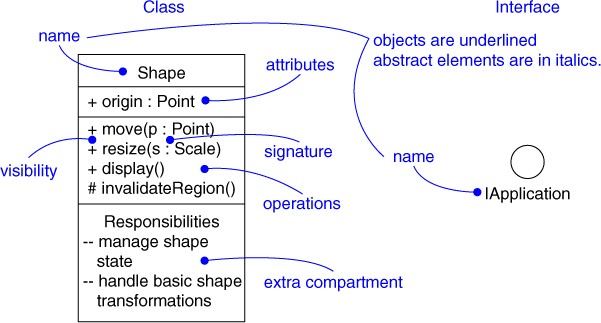 Class
Interface
name
objects are underlined
abstract elements are in italics.
Shape
attributes
+ origin : Point
+ move(p : Point)
+ resize(s : Scale)
+ display()
# invalidateRegion()
visibility
signature
operations
name
IApplication
Responsibilities
-- manage shape
state
-- handle basic shape
transformations
extra compartment